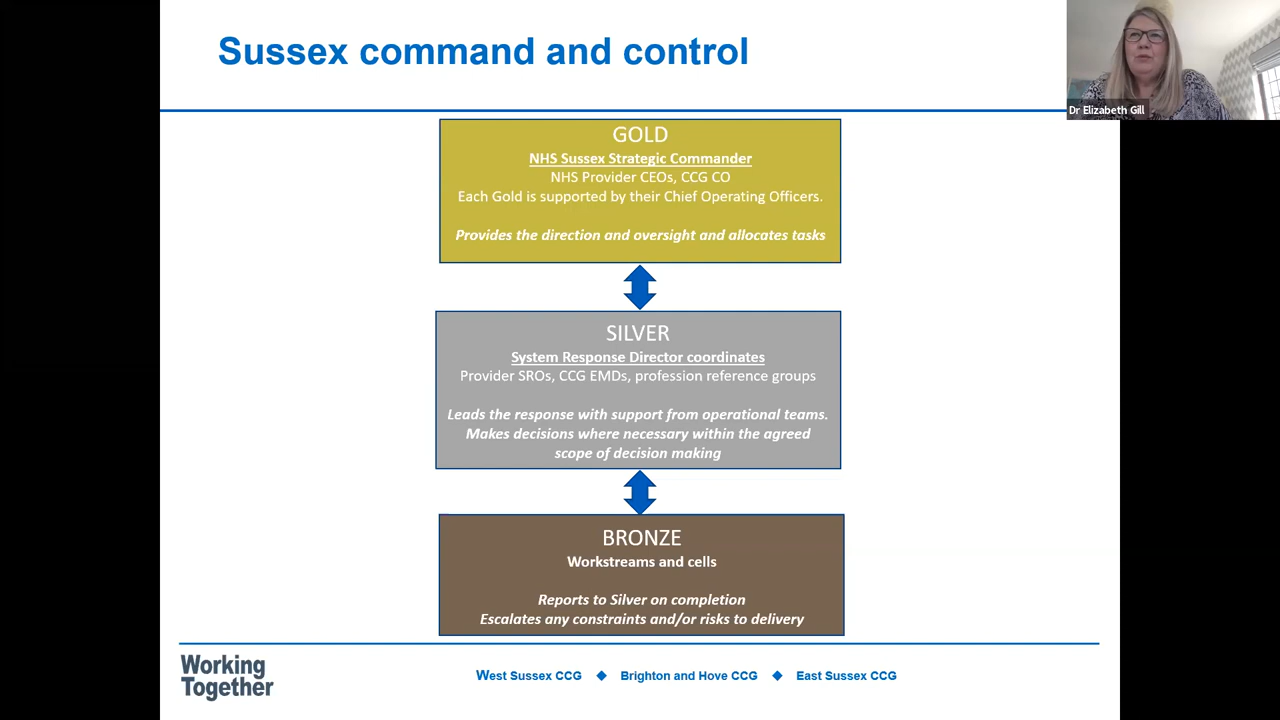 Sussex command and control
Dr Elizabeth Gill
GOLD
NHS Sussex Strategic Commander
NHS Provider CEOs, CCG CO
Each Gold is supported by their Chief Operating Officers.
Provides the direction and oversight and allocates tasks
SILVER
System Response Director coordinates
Provider SROs, CCG EMDs, profession reference groups
Leads the response with support from operational teams.
Makes decisions where necessary within the agreed
scope of decision making
BRONZE
Workstreams and cells
Reports to Silver on completion
Escalates any constraints and/or risks to delivery
Working
Together
West Sussex CCG ◆ Brighton and Hove CCG ◆ East Sussex CCG